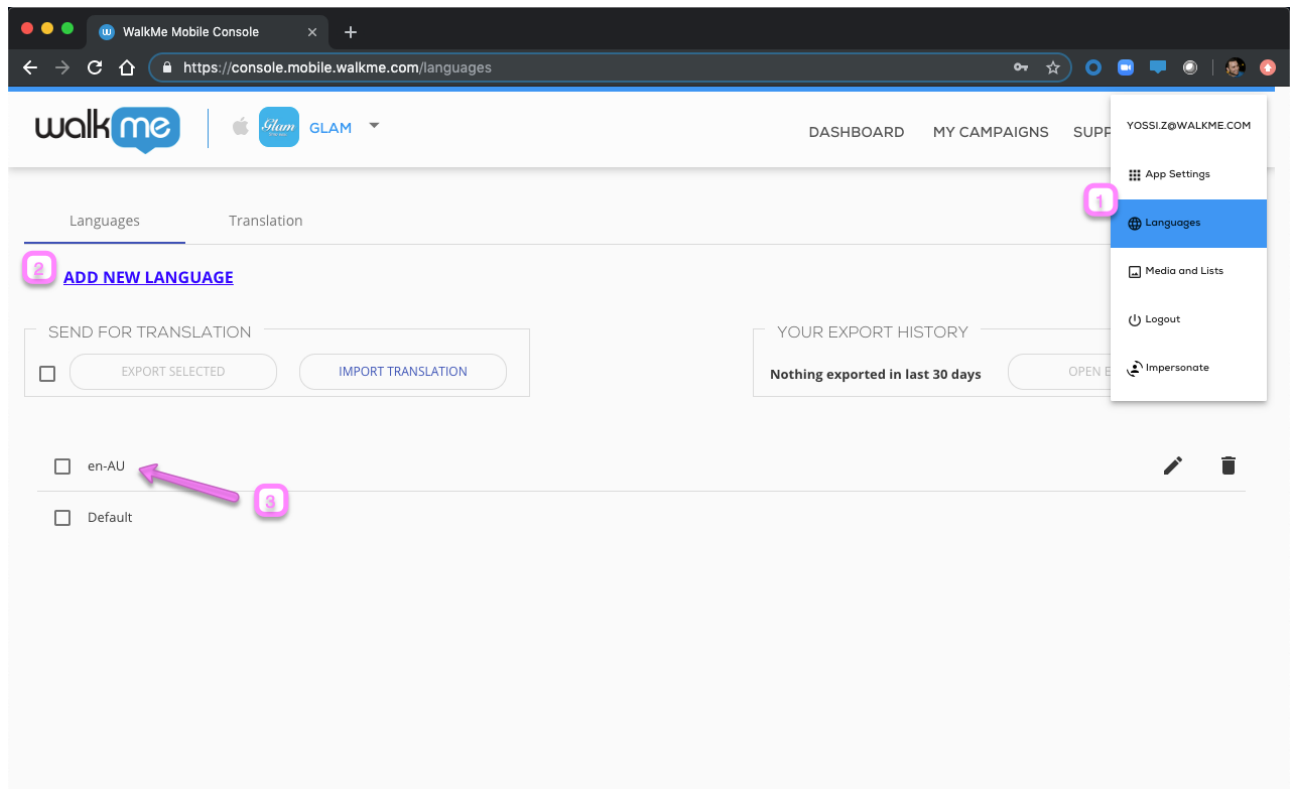 WalkMe Mobile Console
https://console.mobile.walkme.com/languages
walkme
Glam
GLAM
DASHBOARD MY CAMPAIGNS SUPP
YOSSI.Z@WALKME.COM
App Settings
1
Languages
Media and Lists
Logout
Impersonate
Languages Translation
2
ADD NEW LANGUAGE
SEND FOR TRANSLATION
EXPORT SELECTED IMPORT TRANSLATION
YOUR EXPORT HISTORY
Nothing exported in last 30 days OPEN E
en-AU
3
Default